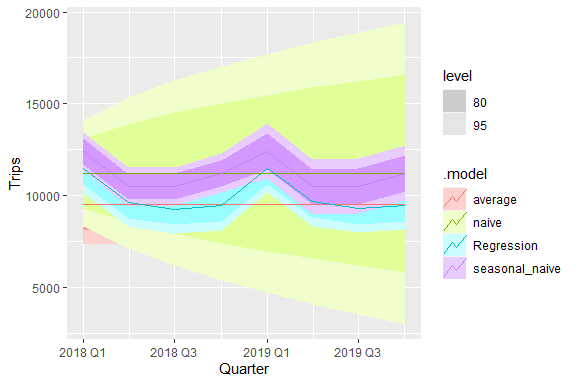 20000
15000
10000
5000
Trips
2018 Q1
2018 Q3
2019 Q1
2019 Q3
Quarter
level
80
95
.model
average
naive
Regression
seasonal_naive